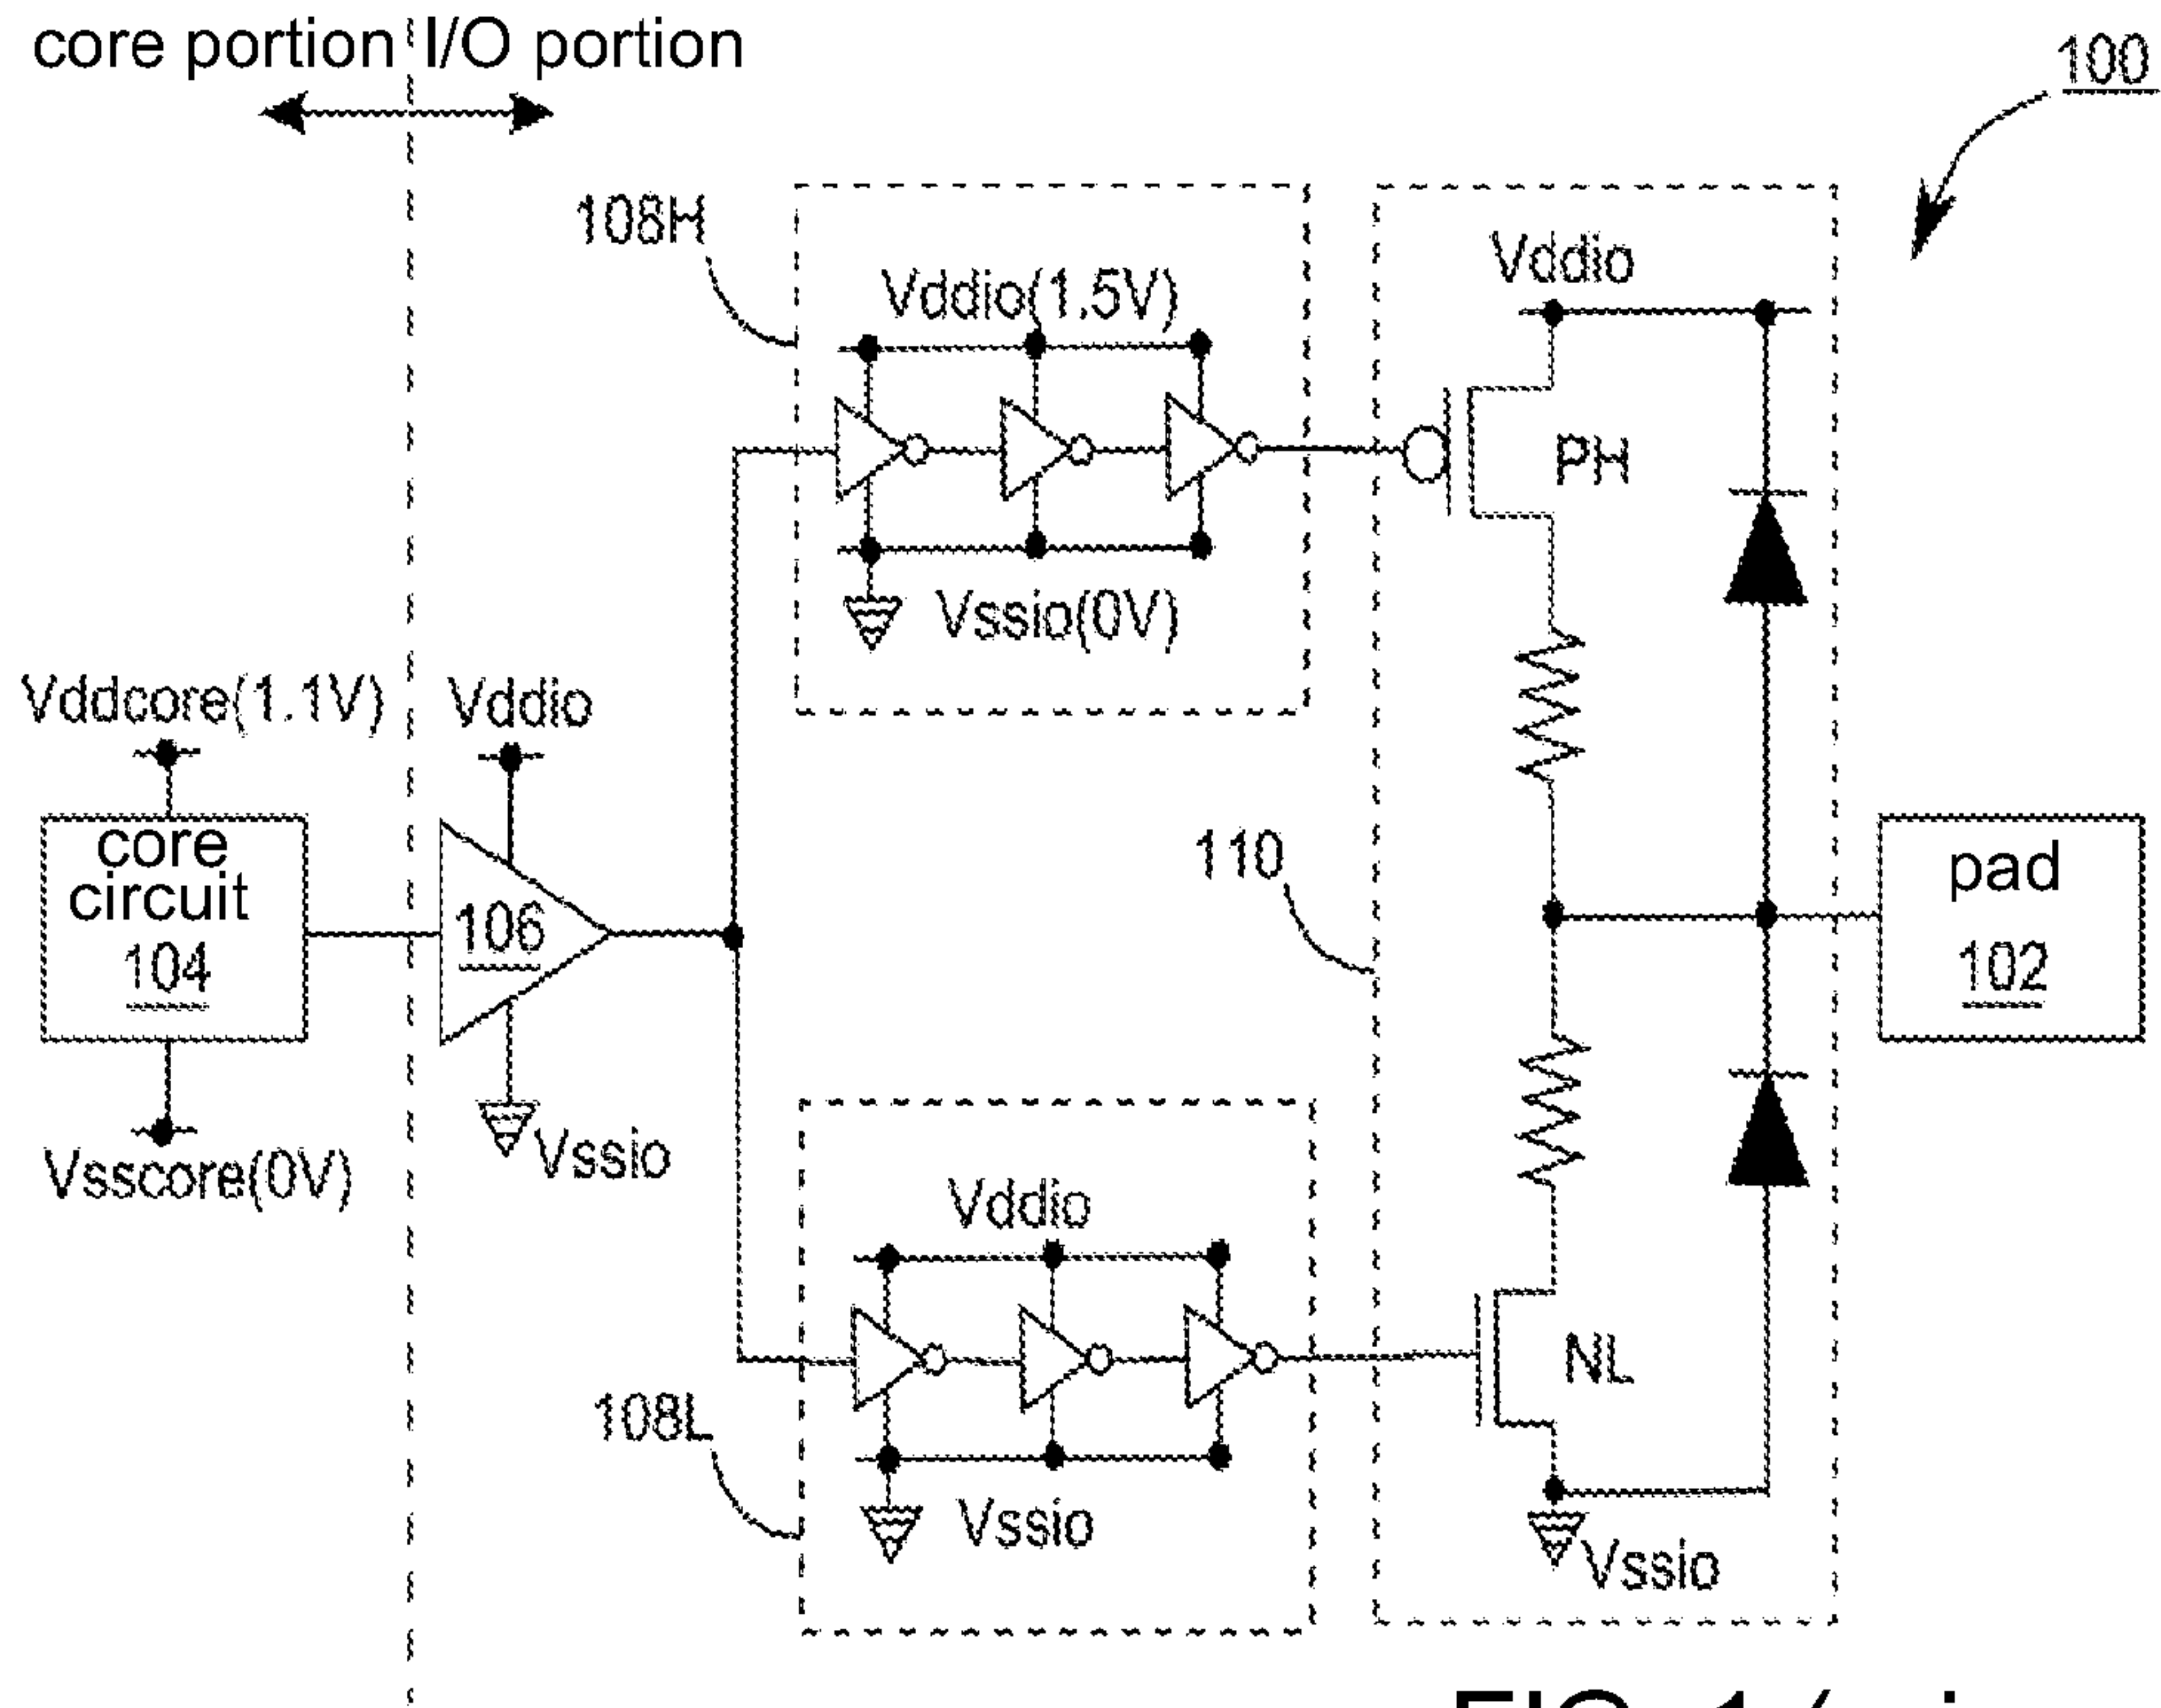 core portion I/O portion
100
108H
Vddio(1.5V)
Vddio
PH
Vssio(0V)
Vddcore(1.1V)
Vddio
core
circuit
104
106
110
pad
102
Vssio
Vsscore(0V)
Vddio
NL
108L
Vssio
Vssio